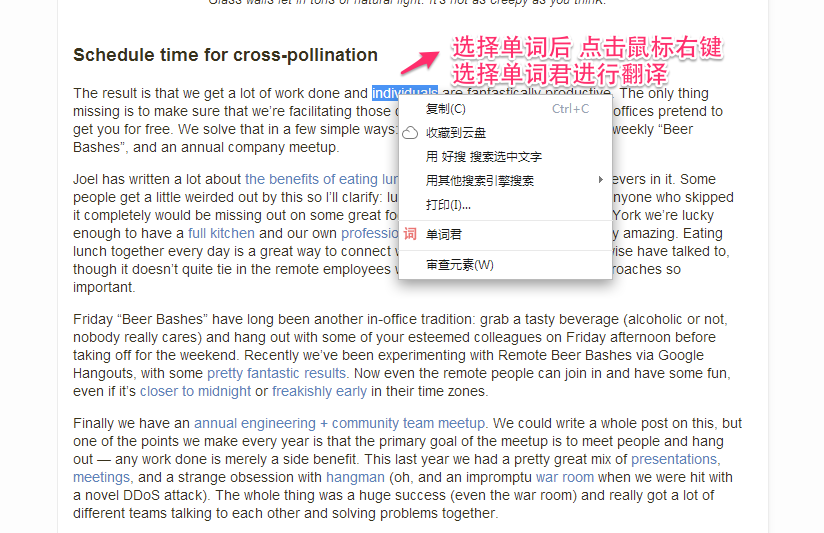 Glass walls let in tons of natural light. It's not as creepy as you think.
Schedule time for cross-pollination
选择单词后 点击鼠标右键
选择单词君进行翻译
The result is that we get a lot of work done and individuals are fantastically productive. The only thing
missing is to make sure that we’re facilitating those offices pretend to
get you for free. We solve that in a few simple ways: weekly “Beer
Bashes”, and an annual company meetup.
复制(C) Ctrl+C
收藏到云盘
用 好搜 搜索选中文字
用其他搜索引擎搜索
打印(I)...
词 单词君
审查元素(W)
Joel has written a lot about the benefits of eating evers in it. Some
people get a little weirded out by this so I’ll clarify: anyone who skipped
it completely would be missing out on some great York we’re lucky
enough to have a full kitchen and our own amazing. Eating
lunch together every day is a great way to connect wise have talked to,
though it doesn’t quite tie in the remote employees roaches so
important.
Friday “Beer Bashes” have long been another in-office tradition: grab a tasty beverage (alcoholic or not,
nobody really cares) and hang out with some of your esteemed colleagues on Friday afternoon before
taking off for the weekend. Recently we’ve been experimenting with Remote Beer Bashes via Google
Hangouts, with some pretty fantastic results. Now even the remote people can join in and have some fun,
even if it’s closer to midnight or freakishly early in their time zones.
Finally we have an annual engineering + community team meetup. We could write a whole post on this, but
one of the points we make every year is that the primary goal of the meetup is to meet people and hang
out — any work done is merely a side benefit. This last year we had a pretty great mix of presentations,
meetings, and a strange obsession with hangman (oh, and an impromptu war room when we were hit with
a novel DDoS attack). The whole thing was a huge success (even the war room) and really got a lot of
different teams talking to each other and solving problems together.